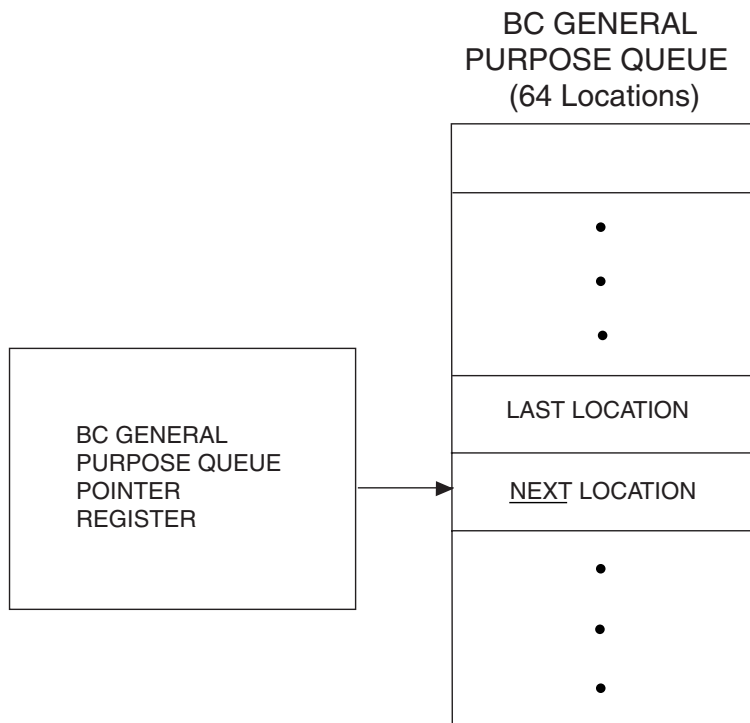 BC GENERAL
PURPOSE QUEUE
(64 Locations)
LAST LOCATION
BC GENERAL
PURPOSE QUEUE
POINTER
REGISTER
NEXT LOCATION